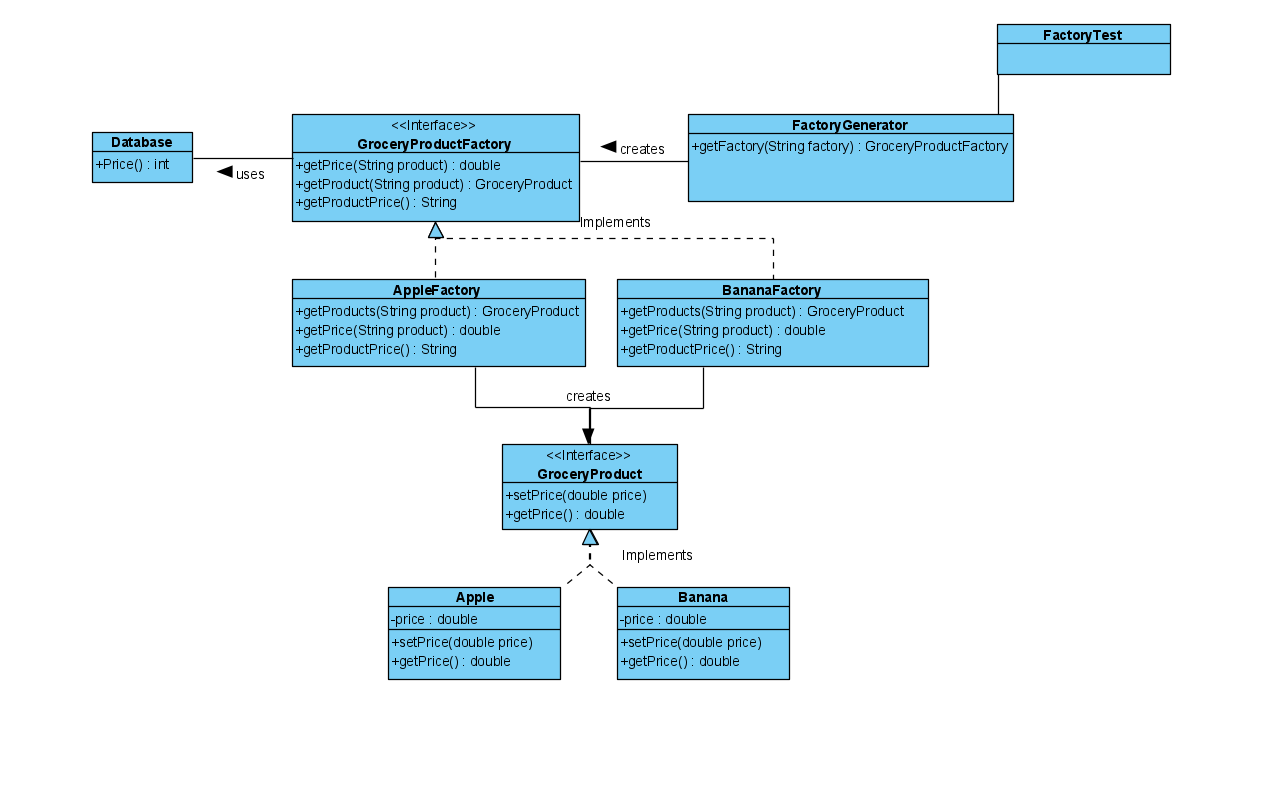 FactoryTest
<<Interface>>
GroceryProductFactory
+getPrice(String product) : double
+getProduct(String product) : GroceryProduct
+getProductPrice() : String
FactoryGenerator
+getFactory(String factory) : GroceryProductFactory
creates
Database
+Price() : int
uses
Implements
AppleFactory
+getProducts(String product) : GroceryProduct
+getPrice(String product) : double
+getProductPrice() : String
BananaFactory
+getProducts(String product) : GroceryProduct
+getPrice(String product) : double
+getProductPrice() : String
creates
<<Interface>>
GroceryProduct
+setPrice(double price)
+getPrice() : double
Implements
Apple
-price : double
+setPrice(double price)
+getPrice() : double
Banana
-price : double
+setPrice(double price)
+getPrice() : double